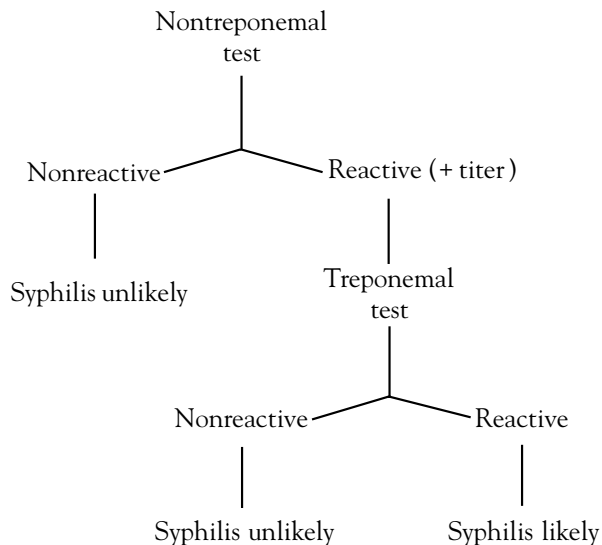 Nontreponemal
test
Nonreactive
Reactive (+ titer)
Syphilis unlikely
Treponemal
test
Nonreactive
Reactive
Syphilis unlikely
Syphilis likely